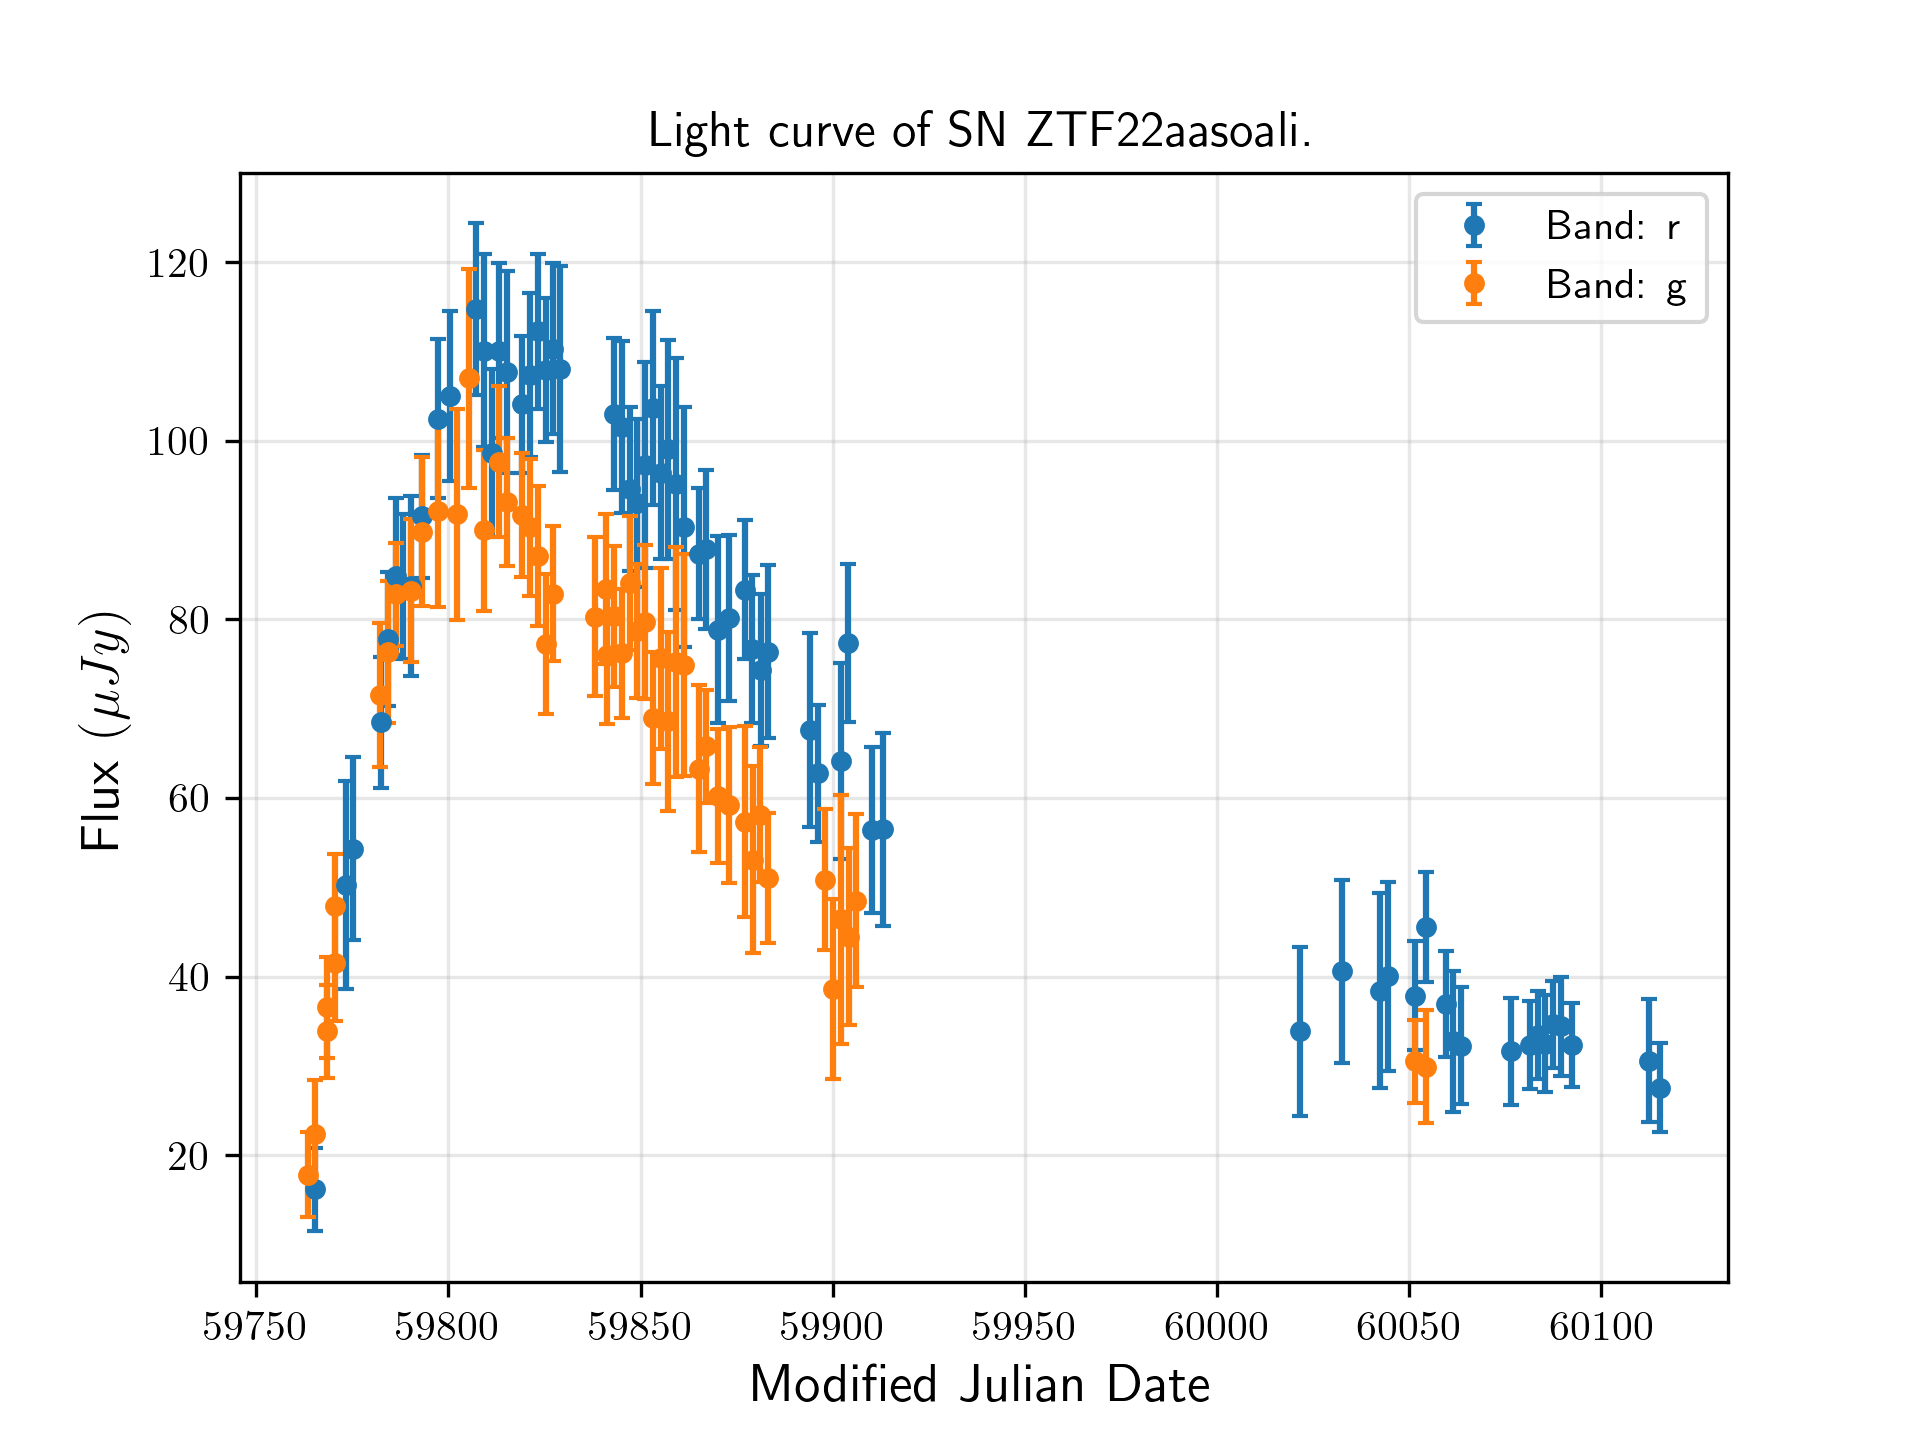 Light curve of SN ZTF22aasoali.
Band: r
Band: g
120
100
80
60
40
20
Flux (μJy)
59750 59800 59850 59900 59950 60000 60050 60100
Modified Julian Date